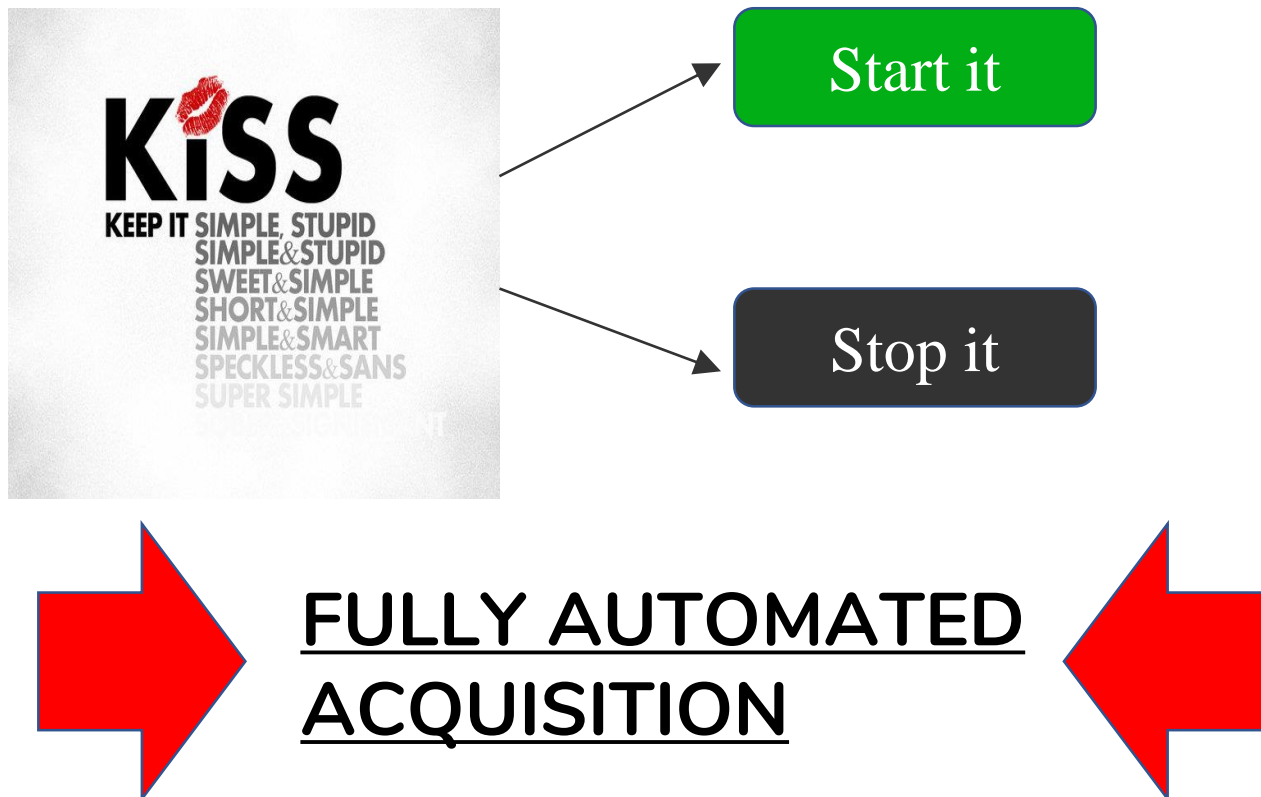 KiSS
KEEP IT SIMPLE, STUPID
SIMPLE&STUPID
SWEET&SIMPLE
SHORT&SIMPLE
SIMPLE&SMART
SPECKLESS&SANS
SUPER SIMPLE
Start it
Stop it
FULLY AUTOMATED
ACQUISITION